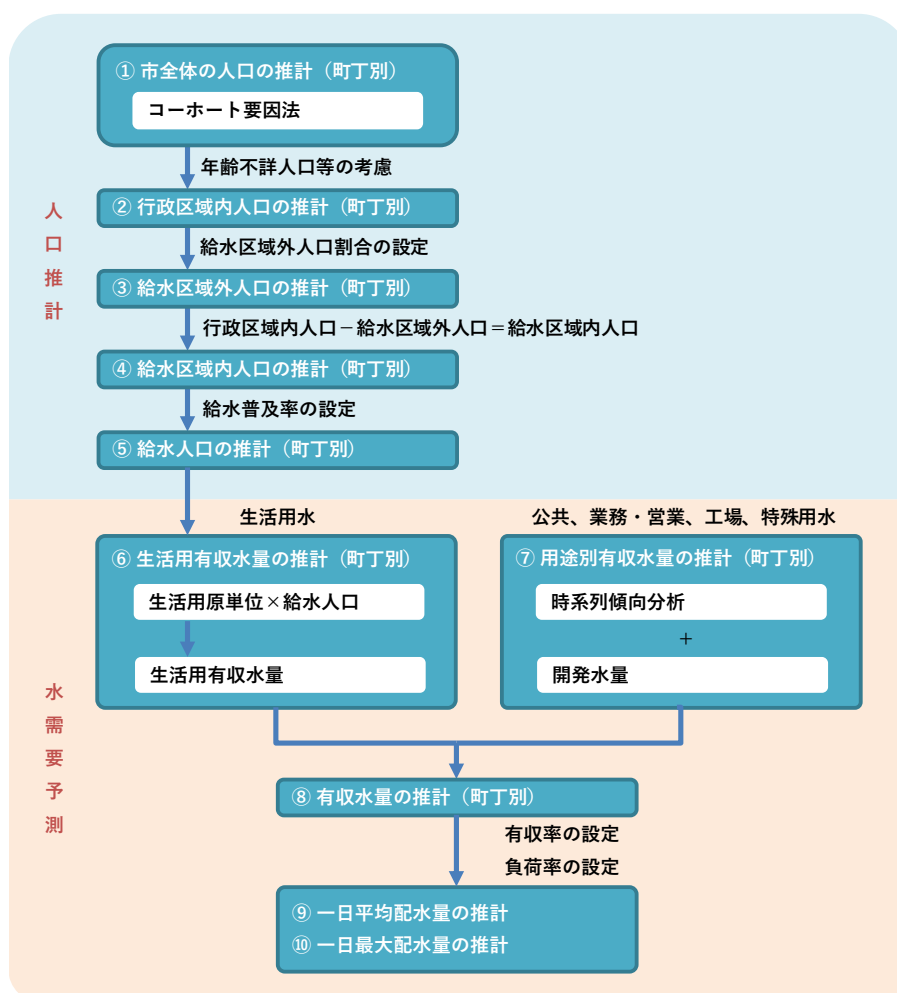 ① 市全体の人口の推計（町丁別）
コーホート要因法
年齢不詳人口等の考慮
② 行政区域内人口の推計（町丁別）
給水区域外人口割合の設定
③ 給水区域外人口の推計（町丁別）
行政区域内人口－給水区域外人口＝給水区域内人口
④ 給水区域内人口の推計（町丁別）
給水普及率の設定
⑤ 給水人口の推計（町丁別）
人口推計
生活用水
公共、業務・営業、工場、特殊用水
⑥ 生活用有収水量の推計（町丁別）
生活用原単位×給水人口
生活用有収水量
⑦ 用途別有収水量の推計（町丁別）
時系列傾向分析
＋
開発水量
水需要予測
⑧ 有収水量の推計（町丁別）
有収率の設定
負荷率の設定
⑨ 一日平均配水量の推計
⑩ 一日最大配水量の推計